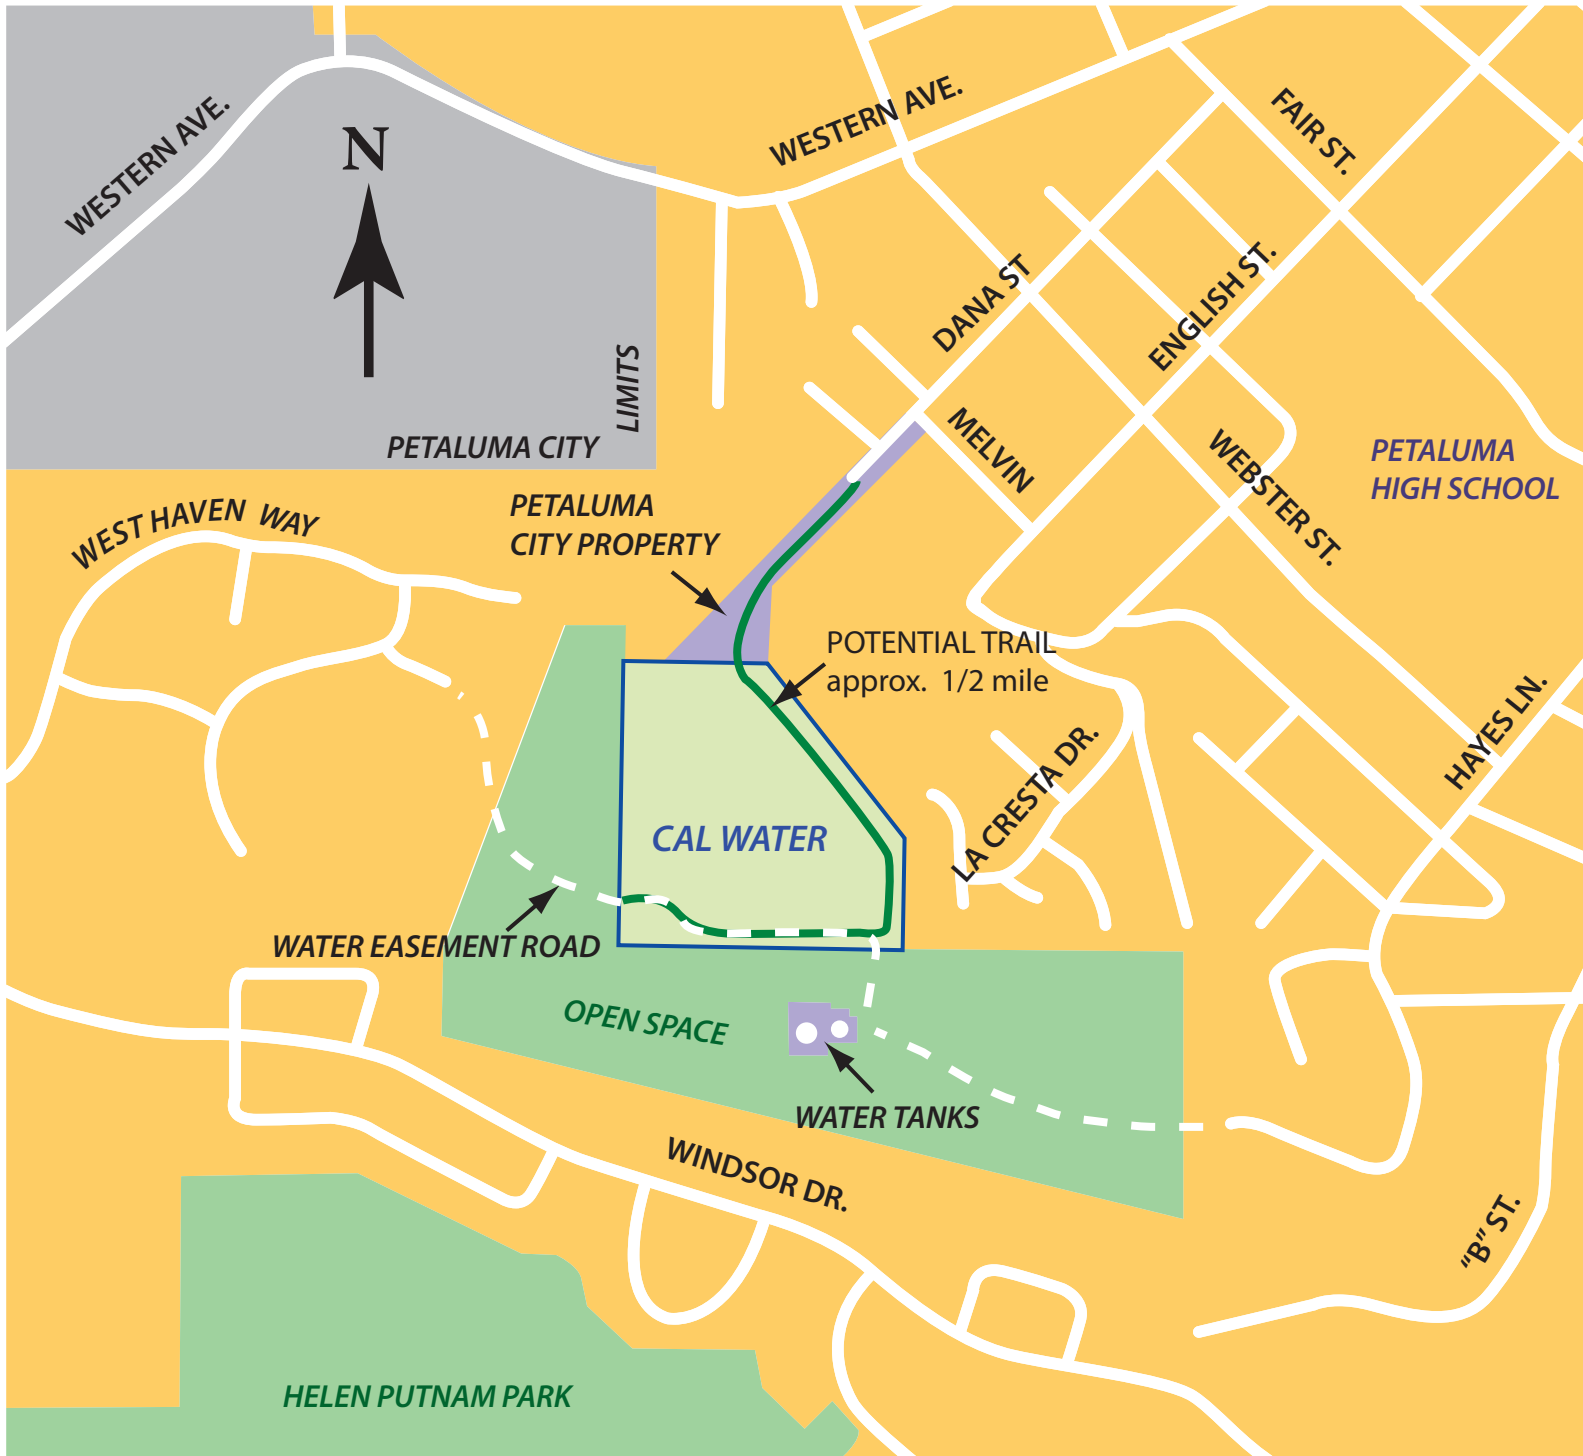 WESTERN AVE.
N
WESTERN AVE.
FAIR ST.
DANA ST
ENGLISH ST.
LIMITS
PETALUMA CITY
MELVIN
WEBSTER ST.
PETALUMA
HIGH SCHOOL
WEST HAVEN WAY
PETALUMA
CITY PROPERTY
POTENTIAL TRAIL
approx. 1/2 mile
HAYES LN.
LA CRESTA DR.
CAL WATER
WATER EASEMENT ROAD
OPEN SPACE
WATER TANKS
WINDSOR DR.
"B" ST.
HELEN PUTNAM PARK